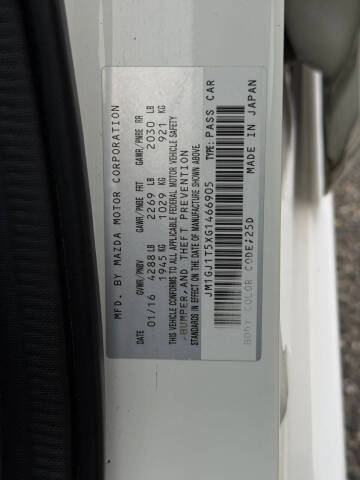 MFD. BY MAZDA MOTOR CORPORATION
DATE GVWR/PNBV GAWR/PNBE FRT GAWR/PNBE RR
01/16 4288 LB 2269 LB 2030 LB
1945 KG 1029 KG 921 KG
THIS VEHICLE CONFORMS TO ALL APPLICABLE FEDERAL MOTOR VEHICLE SAFETY
,BUMPER,AND THEFT PREVENTION
STANDARDS IN EFFECT ON THE DATE OF MANUFACTURE SHOWN ABOVE.
JM1GJ1T5XG1466905 TYPE: PASS CAR
MADE IN JAPAN
BODY COLOR CODE:25D